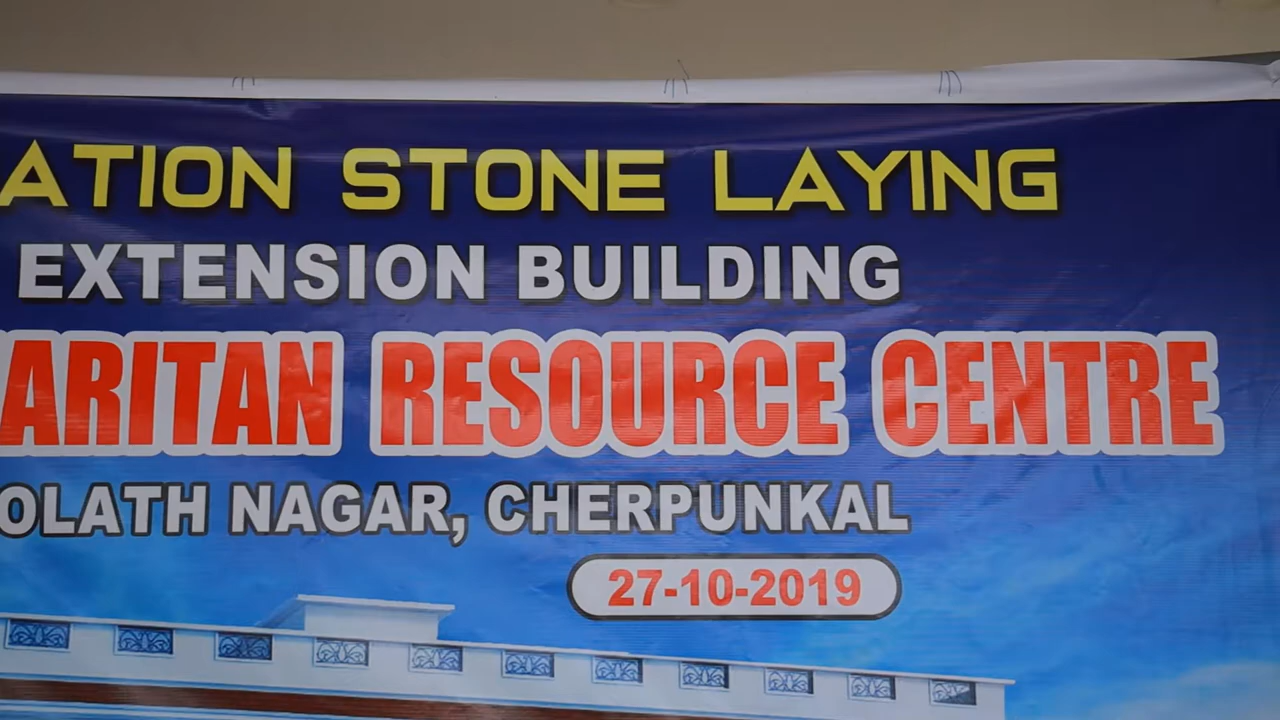 ATION STONE LAYING
EXTENSION BUILDING
ARITAN RESOURCE CENTRE
OLATH NAGAR, CHERPUNKAL
27-10-2019